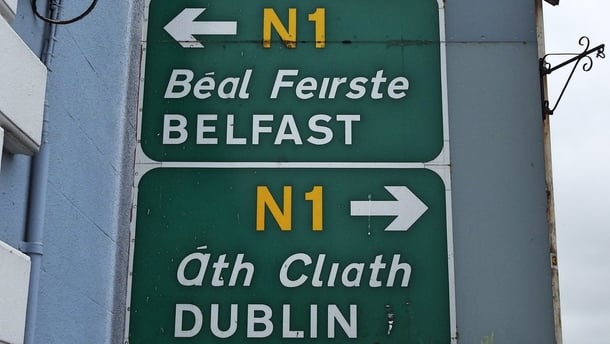 N1
Béal Feirste
BELFAST
N1
Áth Cliath
DUBLIN